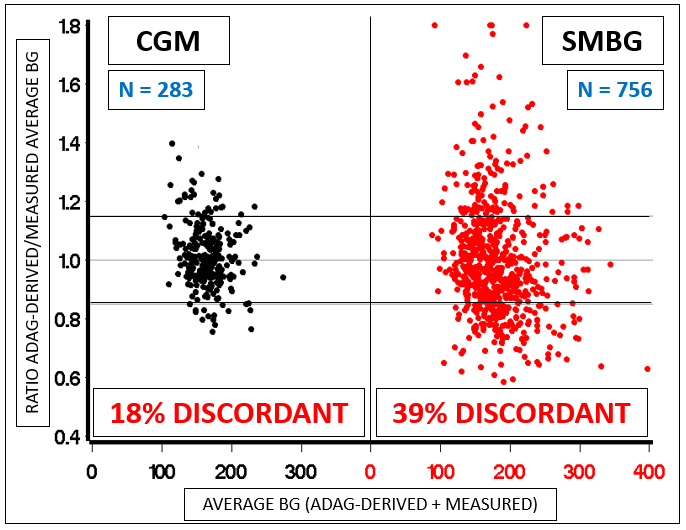 CGM
SMBG
N = 283
N = 756
RATIO ADAG-DERIVED/MEASURED AVERAGE BG
1.8
1.6
1.4
1.2
1.0
0.8
0.6
0.4
18% DISCORDANT
39% DISCORDANT
0 100 200 300 0 100 200 300 400
AVERAGE BG (ADAG-DERIVED + MEASURED)